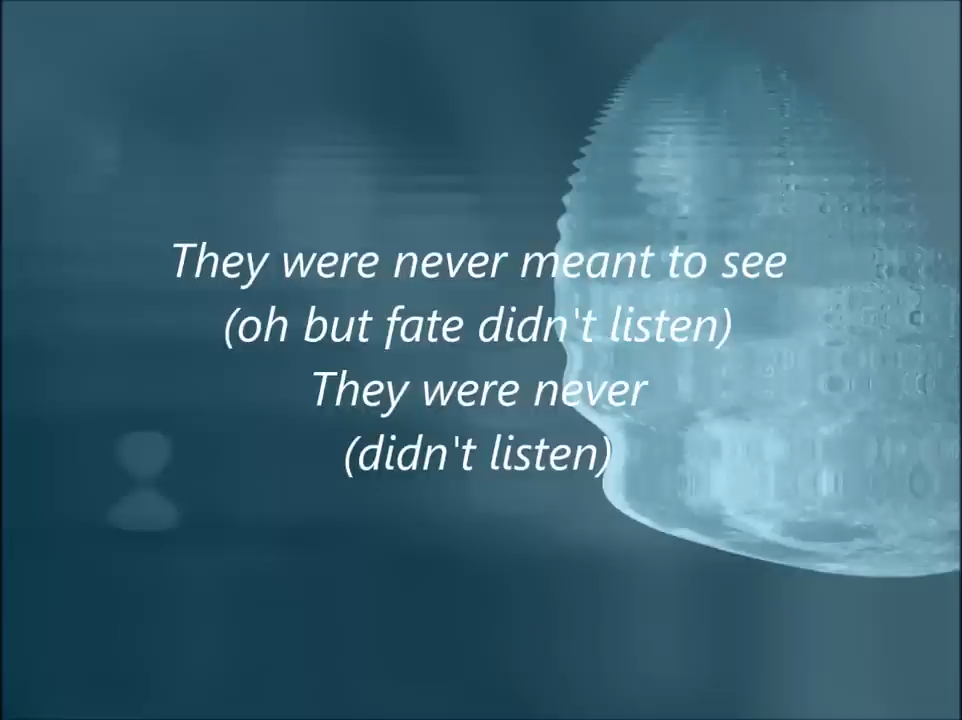 They were never meant to see
(oh but fate didn't listen)
They were never
(didn't listen)